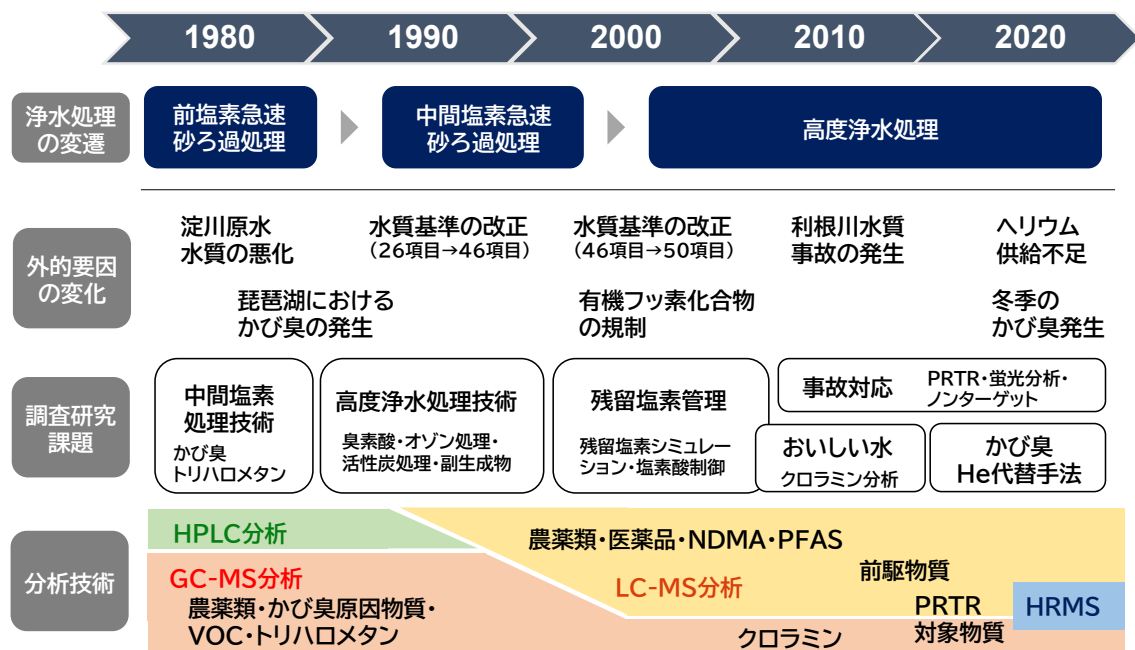 1980
1990
2000
2010
2020
浄水処理
の変遷
前塩素急速
砂ろ過処理
中間塩素急速
砂ろ過処理
高度浄水処理
外的要因
の変化
淀川原水
水質の悪化
水質基準の改正
(26項目→46項目)
水質基準の改正
(46項目→50項目)
利根川水質
事故の発生
ヘリウム
供給不足
琵琶湖における
かび臭の発生
有機フッ素化合物
の規制
冬季の
かび臭発生
調査研究
課題
中間塩素
処理技術
かび臭
トリハロメタン
高度浄水処理技術
臭素酸・オゾン処理・
活性炭処理・副生成物
残留塩素管理
残留塩素シミュレー
ション・塩素酸制御
事故対応
PRTR・蛍光分析・
ノンターゲット
おいしい水
クロラミン分析
かび臭
He代替手法
分析技術
HPLC分析
GC-MS分析
農薬類・かび臭原因物質・
VOC・トリハロメタン
農薬類・医薬品・NDMA・PFAS
LC-MS分析
前駆物質
PRTR
対象物質
HRMS
クロラミン